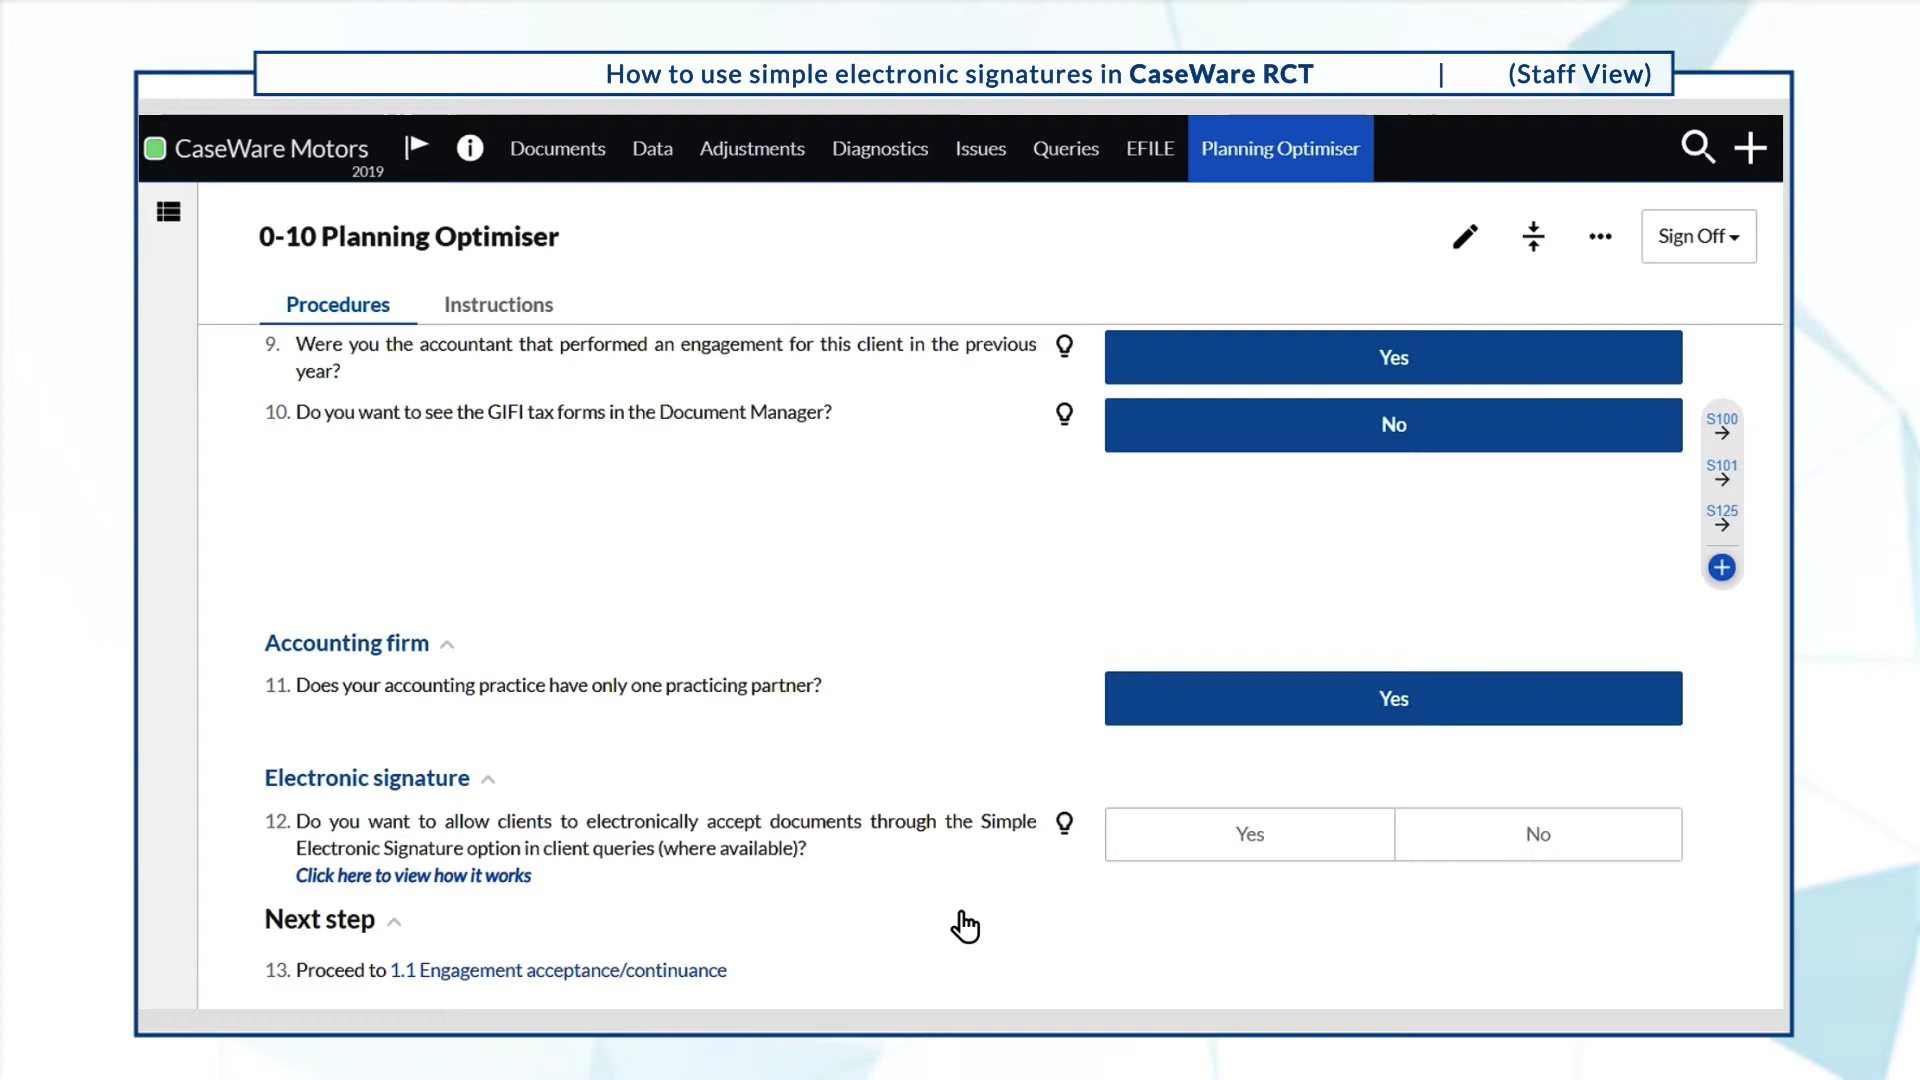 How to use simple electronic signatures in CaseWare RCT | (Staff View)
CaseWare Motors
2019
Documents Data Adjustments Diagnostics Issues Queries EFILE Planning Optimiser
0-10 Planning Optimiser
Sign Off
Procedures Instructions
9. Were you the accountant that performed an engagement for this client in the previous
year?
Yes
10. Do you want to see the GIFI tax forms in the Document Manager?
No
S100
S101
S125
Accounting firm
11. Does your accounting practice have only one practicing partner?
Yes
Electronic signature
12. Do you want to allow clients to electronically accept documents through the Simple
Electronic Signature option in client queries (where available)?
Click here to view how it works
Yes No
Next step
13. Proceed to 1.1 Engagement acceptance/continuance